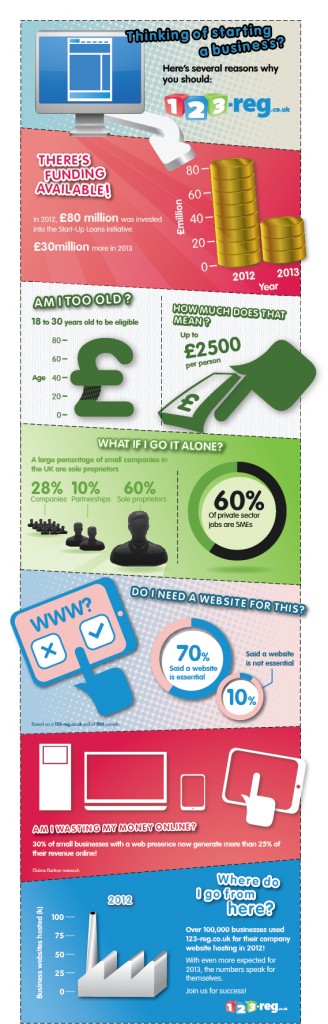 Thinking of starting
a business?
Here's several reasons why
you should:
123-reg.co.uk
THERE'S
FUNDING
AVAILABLE!
In 2012, £80 million was invested
into the Start-Up Loans initiative.
£30million more in 2013
£million
80
60
40
20
0
2012 2013
Year
AM I TOO OLD?
18 to 30 years old to be eligible
Age
80
60
40
20
£
HOW MUCH DOES THAT
MEAN?
Up to
£2500
per person
£
WHAT IF I GO IT ALONE?
A large percentage of small companies in
the UK are sole proprietors
28% 10% 60%
Companies Partnerships Sole proprietors
60%
Of private sector
jobs are SMEs
DO I NEED A WEBSITE FOR THIS?
WWW?
70%
Said a website
is essential
Said a website
is not essential
10%
Based on a 123-reg.co.uk poll of 500 people
AM I WASTING MY MONEY ONLINE?
30% of small businesses with a web presence now generate more than 25% of
their revenue online!
Research
Where do
I go from
here?
2012
Business websites hosted (k)
100
75
50
25
0
Over 100,000 businesses used
123-reg.co.uk for their company
website hosting in 2012!
With even more expected for
2013, the numbers speak for
themselves.
Join us for success!
123-reg.co.uk